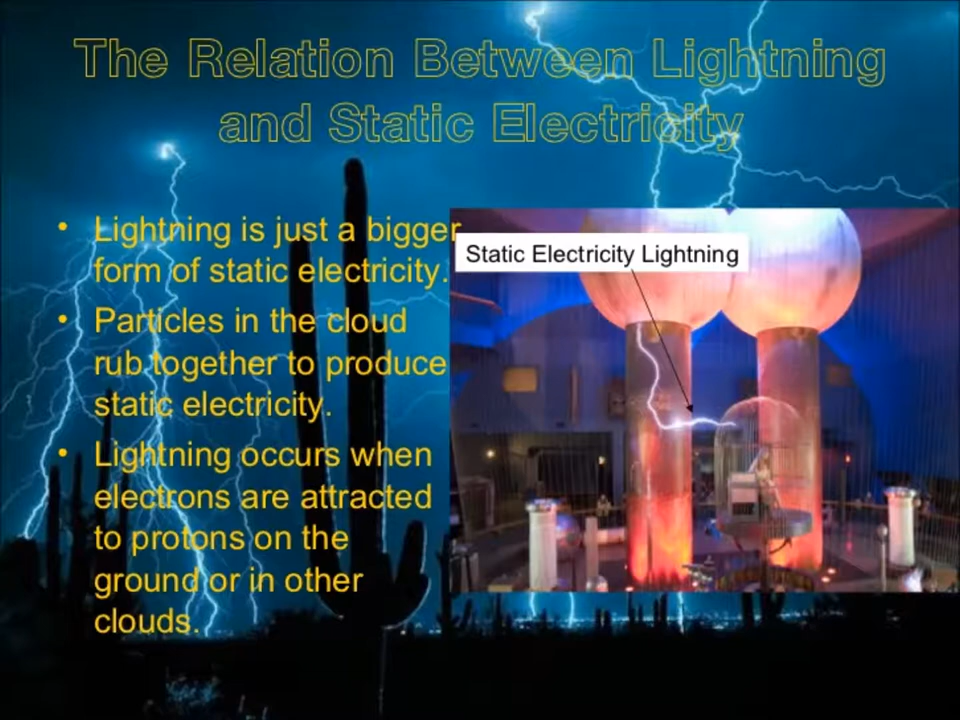 The Relation Between Lightning
and Static Electricity
• Lightning is just a bigger
form of static electricity.
Static Electricity Lightning
• Particles in the cloud
rub together to produce
static electricity.
• Lightning occurs when
electrons are attracted
to protons on the
ground or in other
clouds.